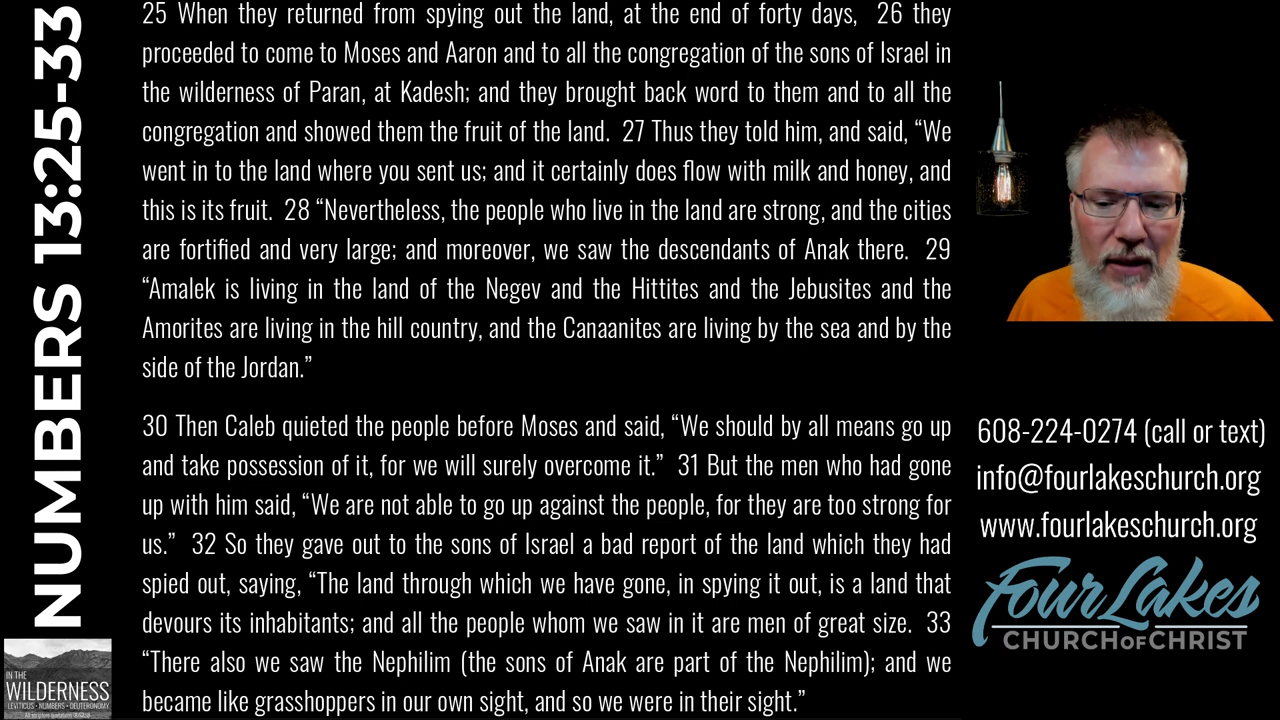 NUMBERS 13:25-33
25 When they returned from spying out the land, at the end of forty days, 26 they
proceeded to come to Moses and Aaron and to all the congregation of the sons of Israel in
the wilderness of Paran, at Kadesh; and they brought back word to them and to all the
congregation and showed them the fruit of the land. 27 Thus they told him, and said, “We
went in to the land where you sent us; and it certainly does flow with milk and honey, and
this is its fruit. 28 “Nevertheless, the people who live in the land are strong, and the cities
are fortified and very large; and moreover, we saw the descendants of Anak there. 29
“Amalek is living in the land of the Negev and the Hittites and the Jebusites and the
Amorites are living in the hill country, and the Canaanites are living by the sea and by the
side of the Jordan.”
30 Then Caleb quieted the people before Moses and said, “We should by all means go up
and take possession of it, for we will surely overcome it.” 31 But the men who had gone
up with him said, “We are not able to go up against the people, for they are too strong for
us.” 32 So they gave out to the sons of Israel a bad report of the land which they had
spied out, saying, “The land through which we have gone, in spying it out, is a land that
devours its inhabitants; and all the people whom we saw in it are men of great size. 33
“There also we saw the Nephilim (the sons of Anak are part of the Nephilim); and we
became like grasshoppers in our own sight, and so we were in their sight.”
608-224-0274 (call or text)
info@fourlakeschurch.org
www.fourlakeschurch.org
Four Lakes
CHURCH OF CHRIST
IN THE
WILDERNESS
LEVITICUS • NUMBERS • DEUTERONOMY